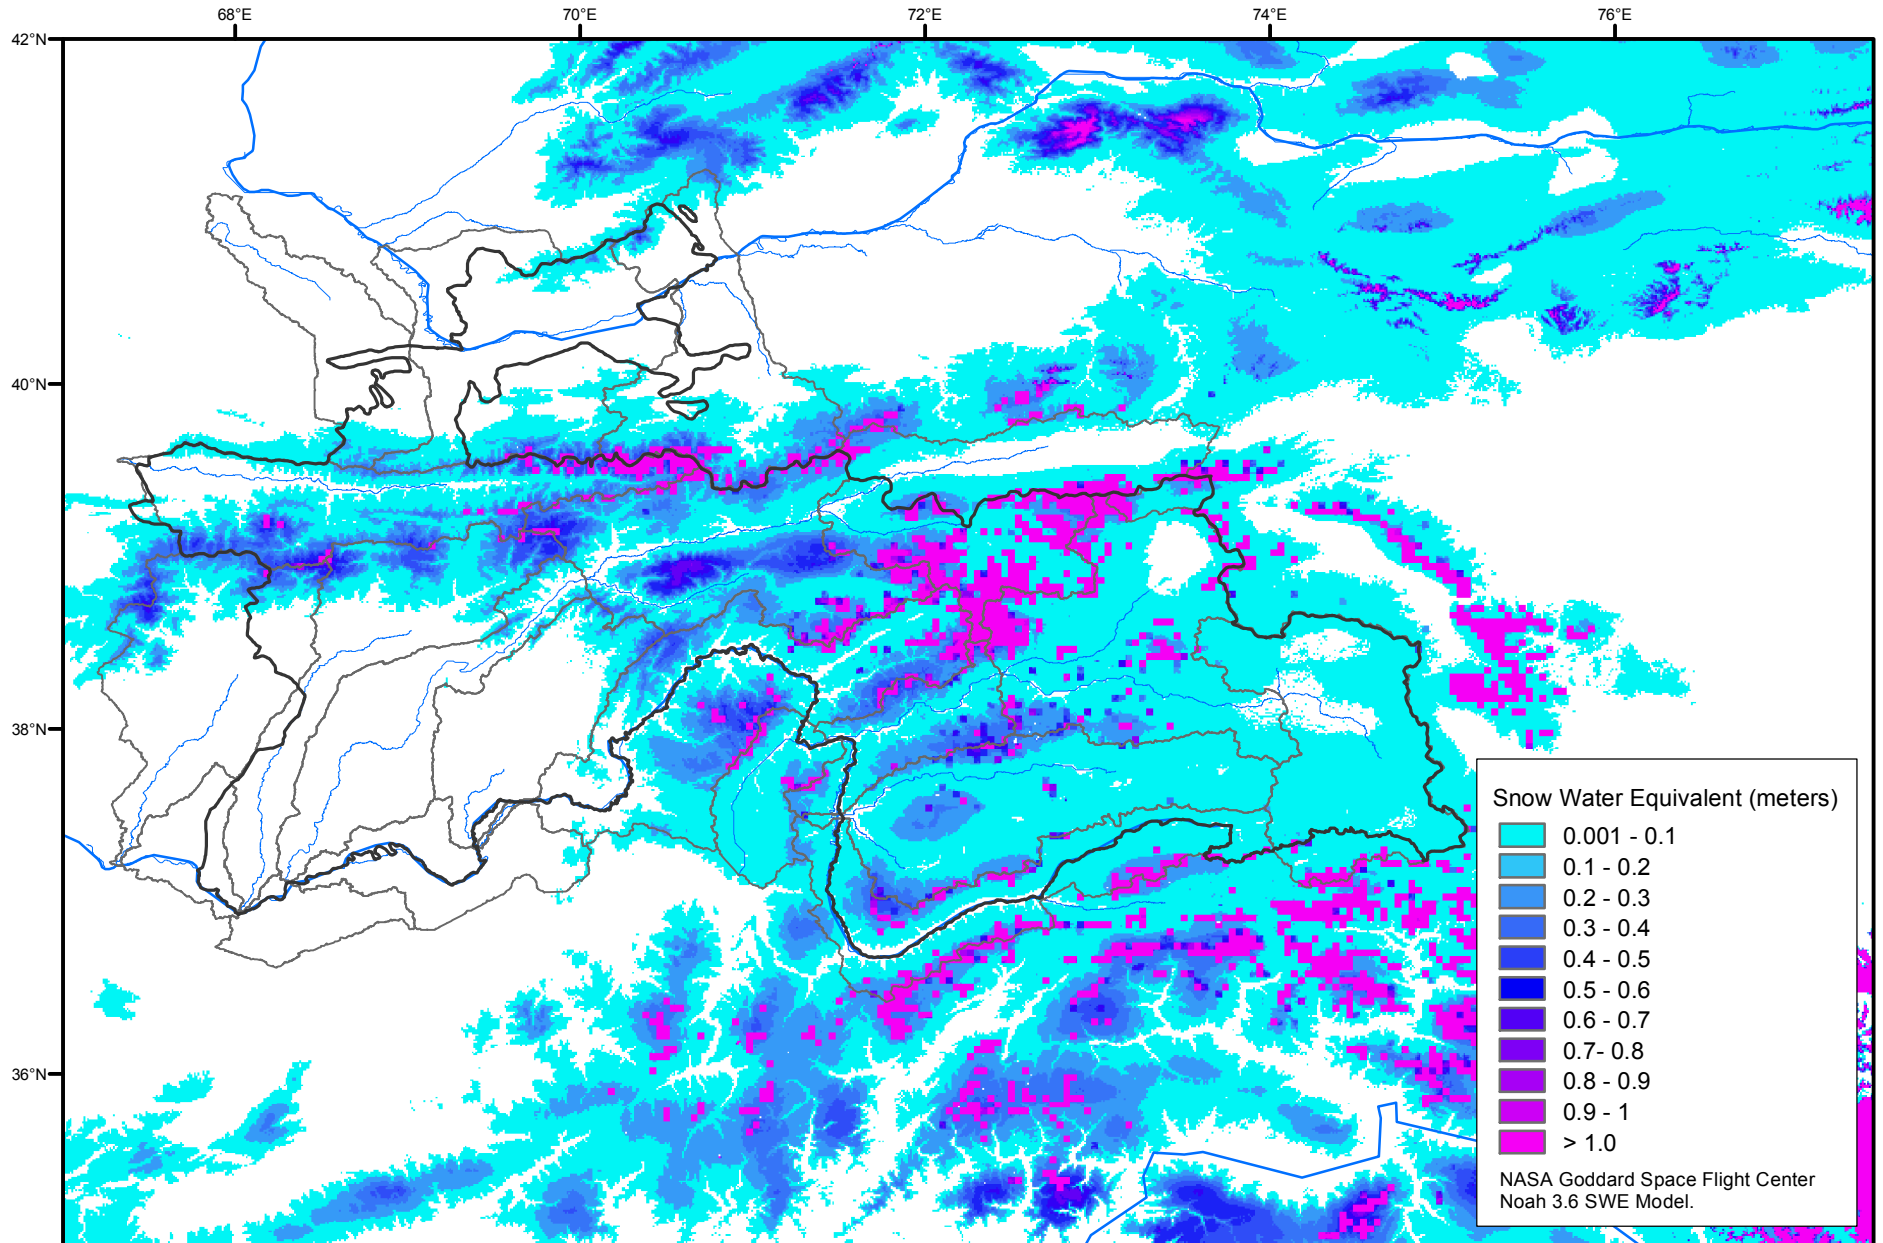 68°E 70°E 72°E 74°E 76°E
42°N
40°N
38°N
36°N
Snow Water Equivalent (meters)
0.001 - 0.1
0.1 - 0.2
0.2 - 0.3
0.3 - 0.4
0.4 - 0.5
0.5 - 0.6
0.6 - 0.7
0.7- 0.8
0.8 - 0.9
0.9 - 1
> 1.0
NASA Goddard Space Flight Center
Noah 3.6 SWE Model.